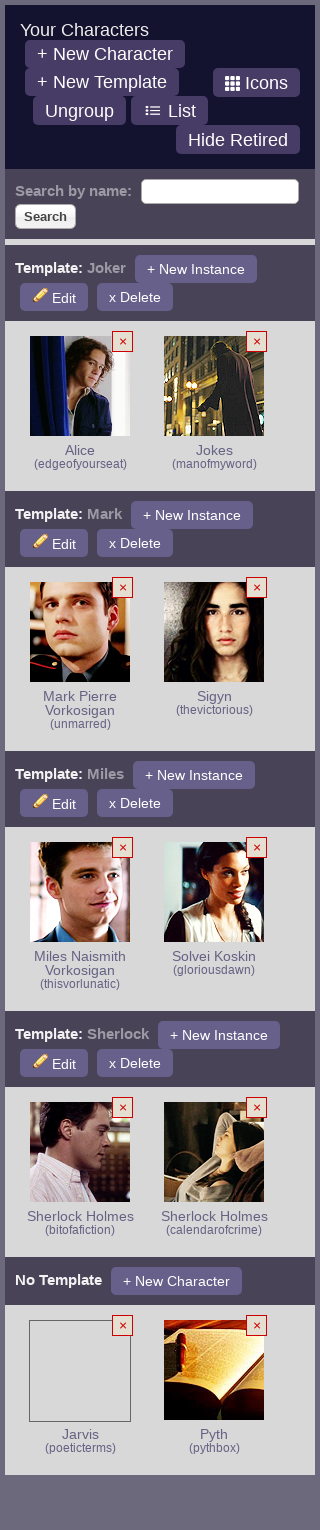 Your Characters
+ New Character
+ New Template
Icons
Ungroup
List
Hide Retired
Search by name:
Search
Template: Joker + New Instance
Edit x Delete
× ×
Alice Jokes
(edgeofyourseat) (manofmyword)
Template: Mark + New Instance
Edit x Delete
× ×
Mark Pierre Sigyn
Vorkosigan (thevictorious)
(unmarred)
Template: Miles + New Instance
Edit x Delete
× ×
Miles Naismith Solvei Koskin
Vorkosigan (gloriousdawn)
(thisvorlunatic)
Template: Sherlock + New Instance
Edit x Delete
× ×
Sherlock Holmes Sherlock Holmes
(bitofafiction) (calendarofcrime)
No Template + New Character
× ×
Jarvis Pyth
(poeticterms) (pythbox)